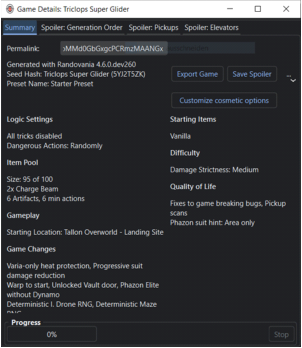 Game Details: Triclops Super Glider
Summary Spoiler: Generation Order Spoiler: Pickups Spoiler: Elevators
Permalink: MMd0GbGxgcPCRmzMAANGx
Generated with Randovania 4.6.0.dev260
Seed Hash: Triclops Super Glider (5YJ2T5ZK)
Preset Name: Starter Preset
Export Game Save Spoiler ...
Customize cosmetic options
Logic Settings
All tricks disabled
Dangerous Actions: Randomly
Item Pool
Size: 95 of 100
2x Charge Beam
6 Artifacts, 6 min actions
Gameplay
Starting Location: Tallon Overworld - Landing Site
Game Changes
Varia-only heat protection, Progressive suit
damage reduction
Warp to start, Unlocked Vault door, Phazon Elite
without Dynamo
Deterministic I. Drone RNG, Deterministic Maze
RNG
Starting Items
Vanilla
Difficulty
Damage Strictness: Medium
Quality of Life
Fixes to game breaking bugs, Pickup
scans
Phazon suit hint: Area only
Progress
0%
Stop